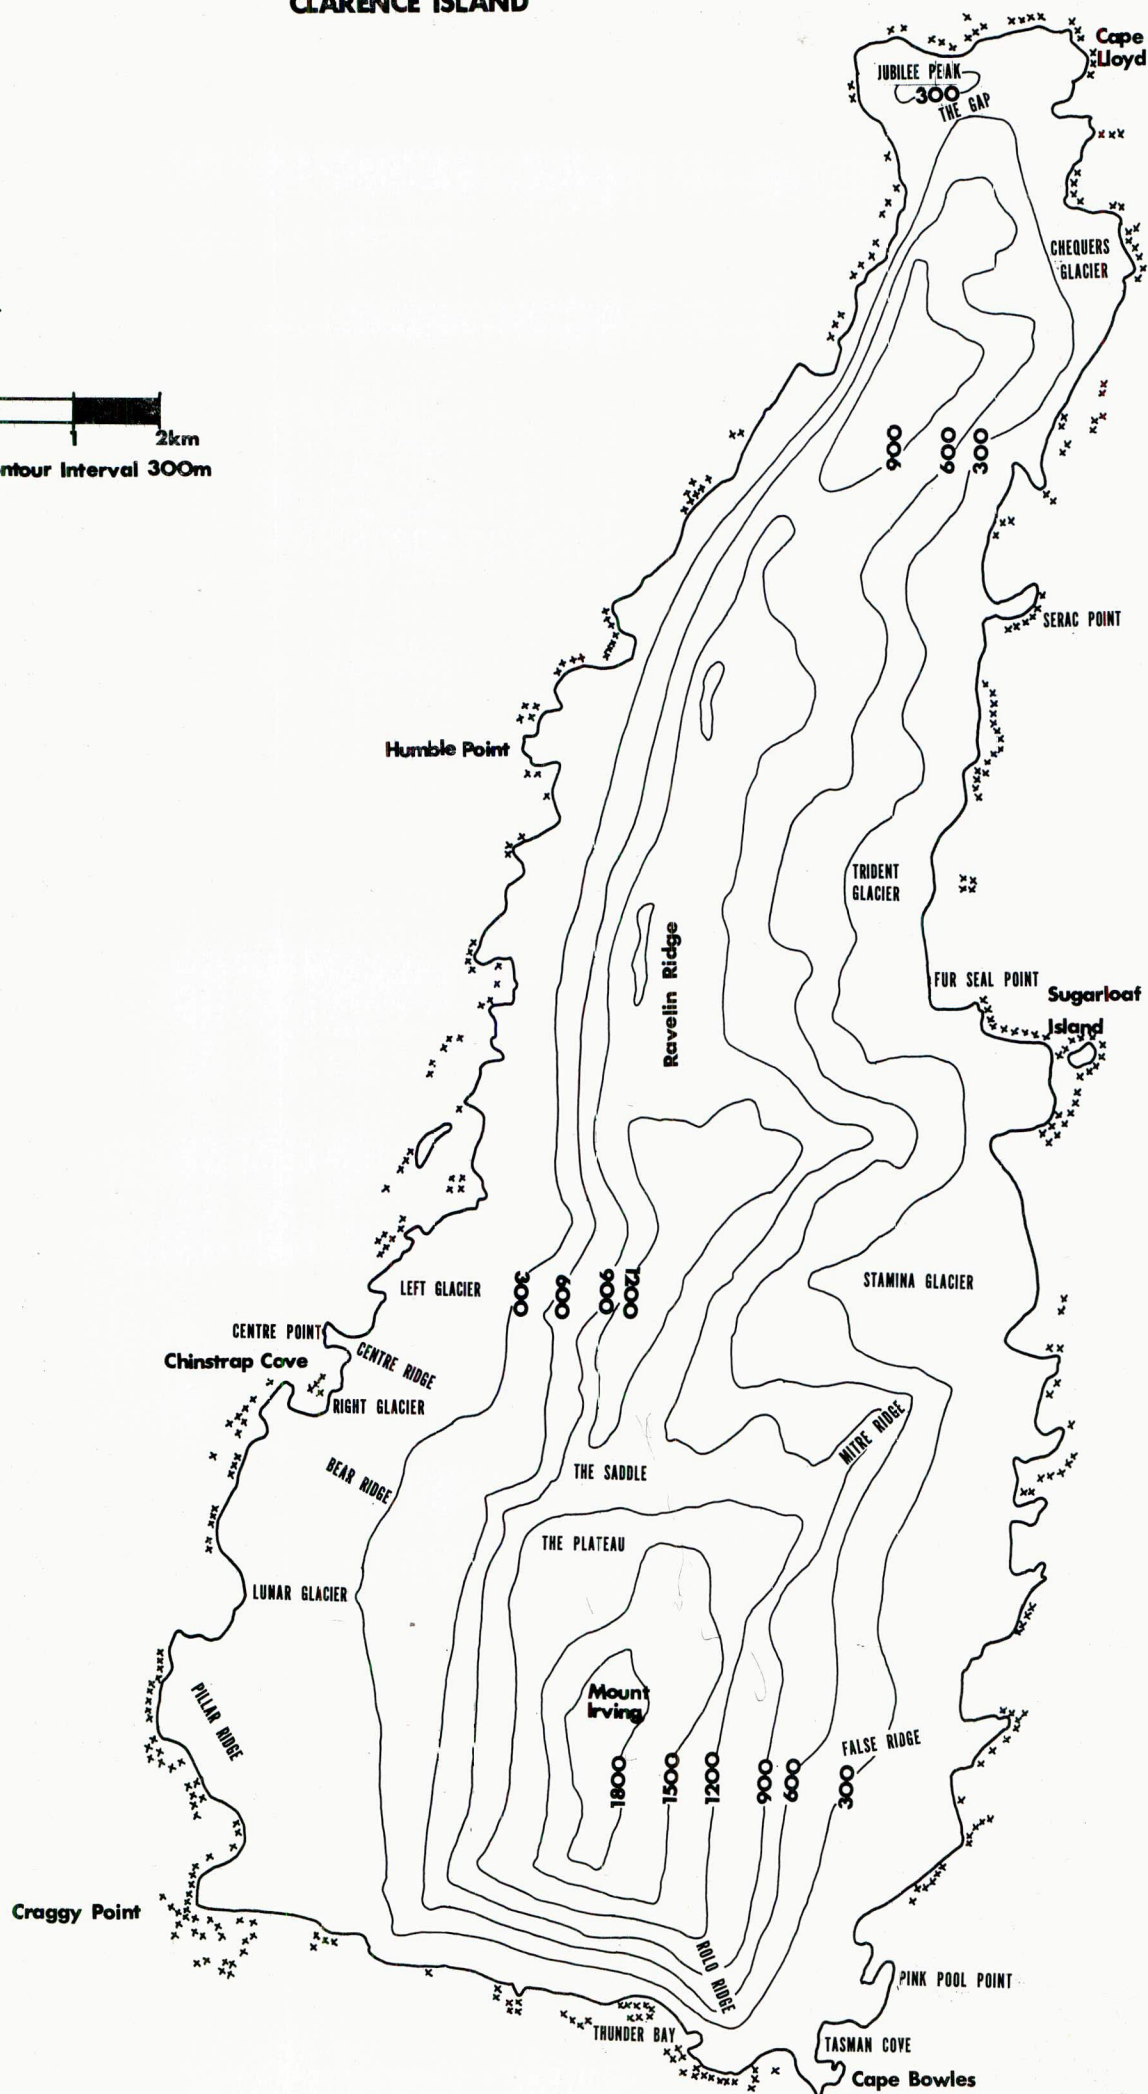 CLARENCE ISLAND
Cape
Lloyd
JUBILEE PEAK
300
THE GAP
CHEQUERS
GLACIER
1
2km
ntour Interval 300m
900
600
300
SERAC POINT
Humble Point
TRIDENT
GLACIER
Ravelin Ridge
FUR SEAL POINT
Sugarloaf
Island
LEFT GLACIER
300
600
900
1200
STAMINA GLACIER
CENTRE POINT
Chinstrap Cove
CENTRE RIDGE
RIGHT GLACIER
MITRE RIDGE
BEAR RIDGE
THE SADDLE
THE PLATEAU
LUNAR GLACIER
PILLAR RIDGE
Mount
Irving
FALSE RIDGE
1800
1500
1200
900
600
300
Craggy Point
ROLO RIDGE
PINK POOL POINT
THUNDER BAY
TASMAN COVE
Cape Bowles